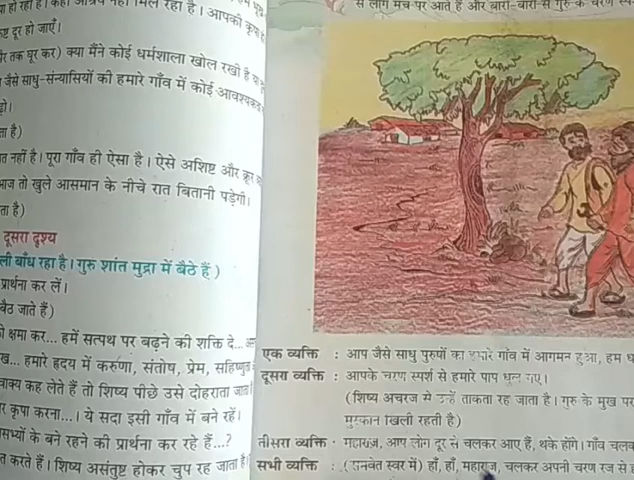 हो रही है। कहीं आश्रय नहीं मिल रहा है। आपकी कृपा
दूर हो जाएँ।
तक घूर कर) क्या मैंने कोई धर्मशाला खोल रखी है
जैसे साधु-संन्यासियों की हमारे गाँव में कोई आवश्यकता
है)
नहीं है। पूरा गाँव ही ऐसा है। ऐसे अशिष्ट और क्रूर
तो खुले आसमान के नीचे रात बितानी पड़ेगी।
है)
दूसरा दृश्य
बाँध रहा है। गुरु शांत मुद्रा में बैठे हैं)
प्रार्थना कर लें।
बैठ जाते हैं)
क्षमा कर... हमें सत्पथ पर बढ़ने की शक्ति दे...
हमारे हृदय में करुणा, संतोष, प्रेम, सहिष्णुता
वाक्य कह लेते हैं तो शिष्य पीछे उसे दोहराता जाता
कृपा करना...। ये सदा इसी गाँव में बने रहें।
के बने रहने की प्रार्थना कर रहे हैं...?
करते हैं। शिष्य असंतुष्ट होकर चुप रह जाता है।
से लोग मंच पर आते हैं और बारी-बारी से गुरु के चरण
एक व्यक्ति : आप जैसे साधु पुरुषों का हमारे गाँव में आगमन हुआ, हम
दूसरा व्यक्ति : आपके चरण स्पर्श से हमारे पाप धुल गए।
(शिष्य अचरज से उन्हें ताकता रह जाता है। गुरु के मुख पर
मुस्कान खिली रहती है)
तीसरा व्यक्ति : महाराज, आप लोग दूर से चलकर आए हैं, थके होंगे। गाँव
सभी व्यक्ति : (समवेत स्वर में) हाँ, हाँ, महाराज, चलकर अपनी चरण रज से